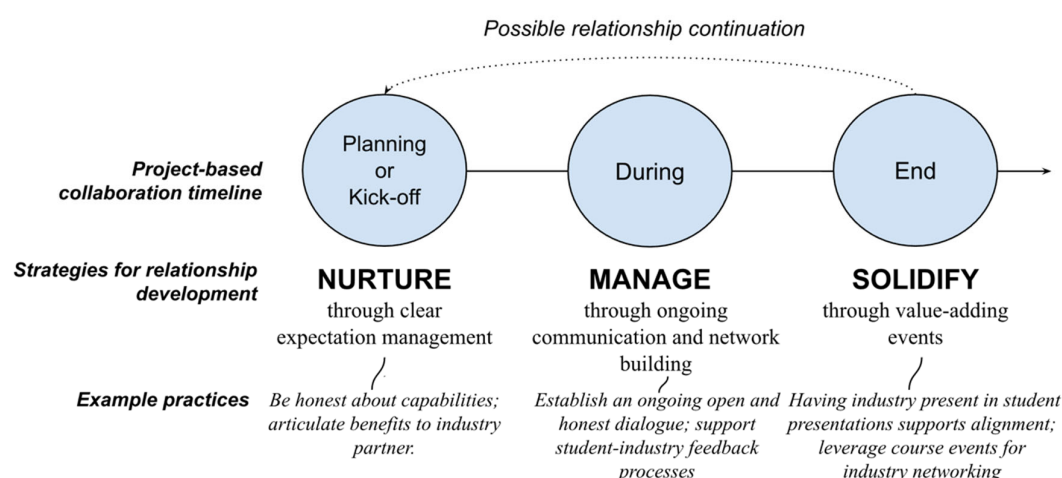 Possible relationship continuation
Project-based
collaboration timeline
Planning
or
Kick-off
During
End
Strategies for relationship
development
NURTURE
through clear
expectation management
MANAGE
through ongoing
communication and network
building
SOLIDIFY
through value-adding
events
Example practices
Be honest about capabilities;
articulate benefits to industry
partner.
Establish an ongoing open and
honest dialogue; support
student-industry feedback
processes
Having industry present in student
presentations supports alignment;
leverage course events for
industry networking